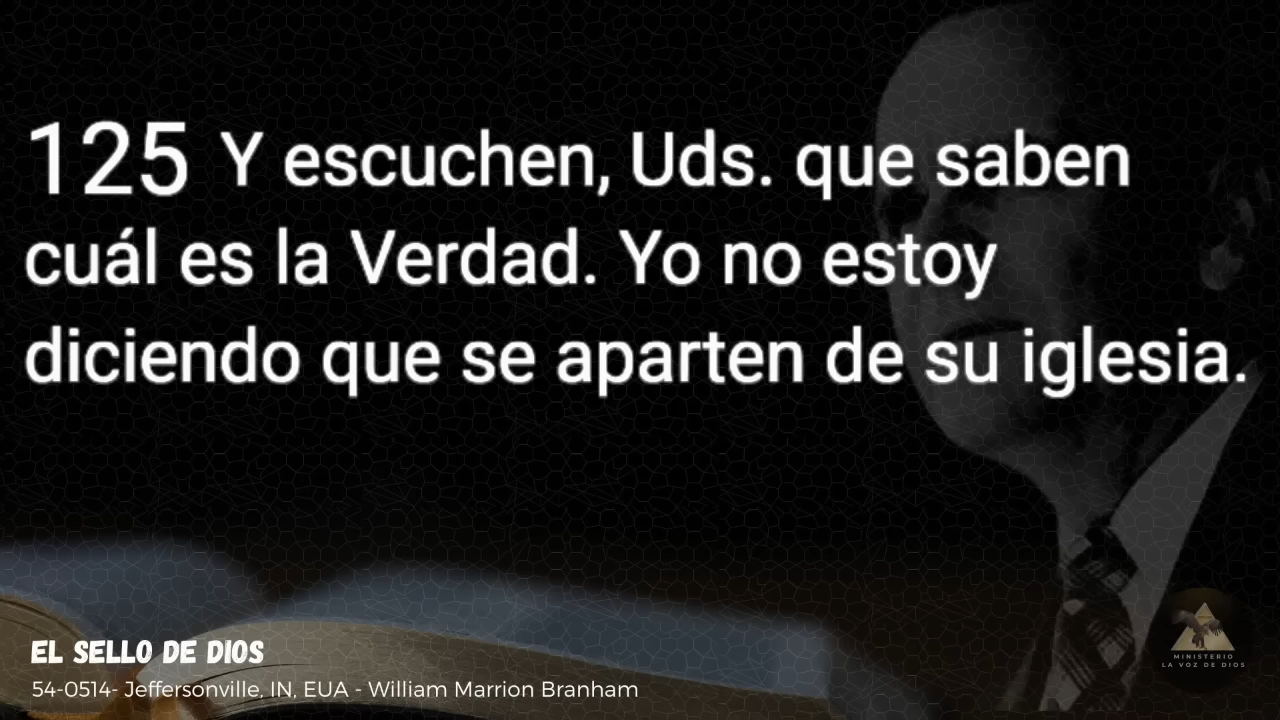 125 Y escuchen, Uds. que saben
cuál es la Verdad. Yo no estoy
diciendo que se aparten de su iglesia.
EL SELLO DE DIOS
54-0514- Jeffersonville, IN, EUA - William Marrion Branham
MINISTERIO
LA VOZ DE DIOS